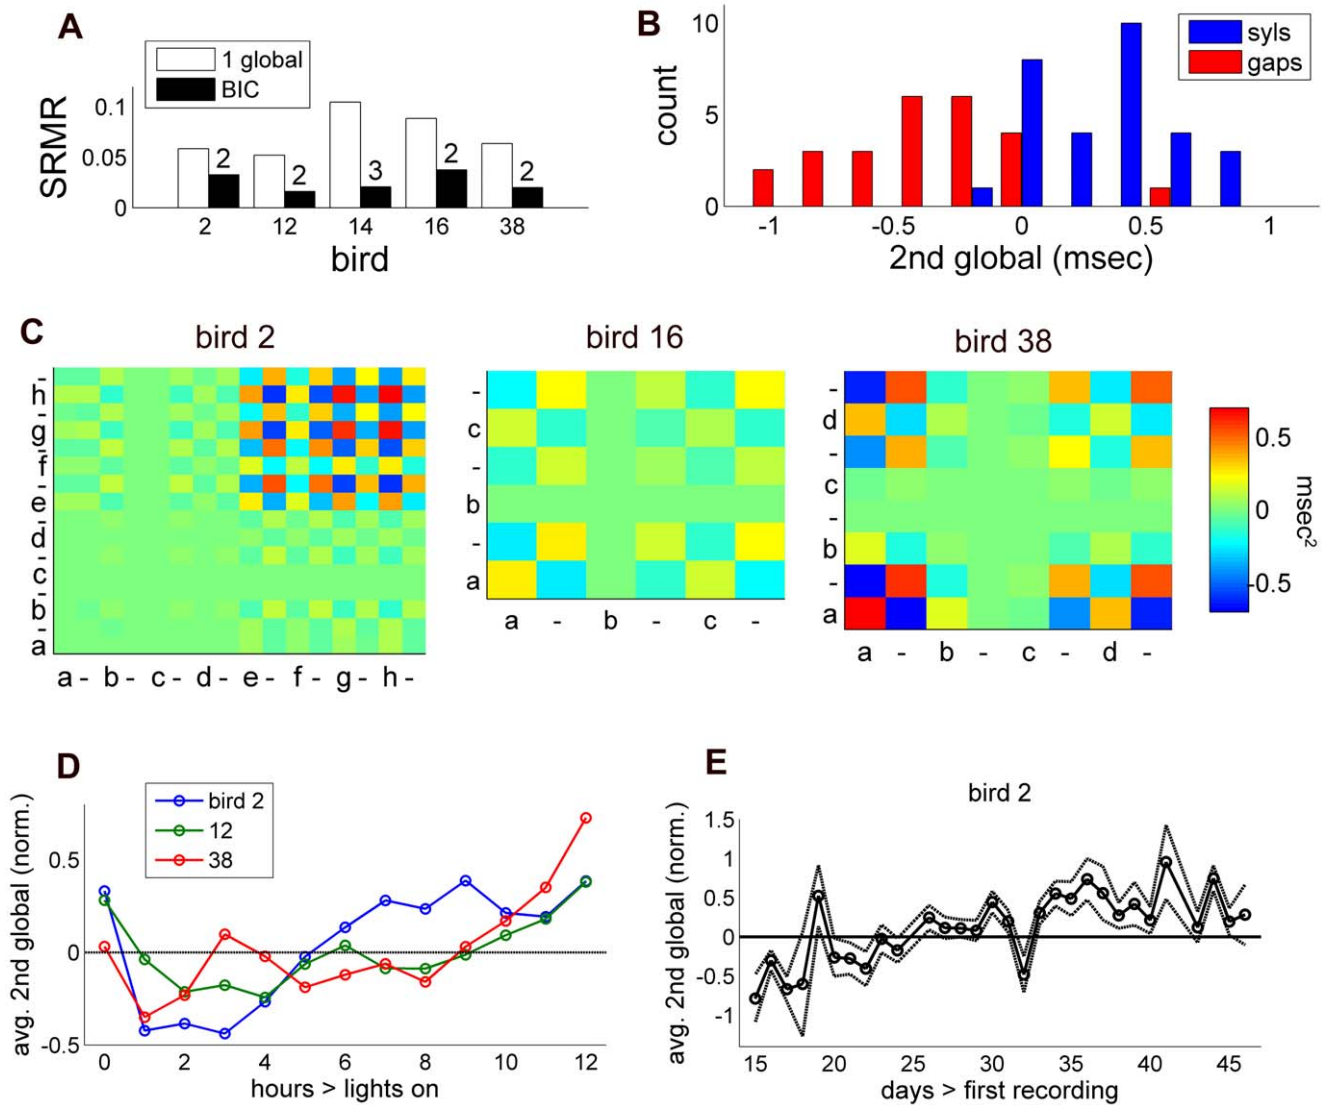 A
1 global
BIC
SRMR
0.1
0.05
0
2
2
3
2
2
2
12
14
16
38
bird
B
syls
gaps
count
10
5
0
-1
-0.5
0
0.5
1
2nd global (msec)
C
bird 2
-
h
-
g
-
f
-
e
-
d
-
c
-
b
-
a
a - b - c - d - e - f - g - h -
bird 16
-
c
-
b
-
a
a - b - c -
bird 38
-
d
-
c
-
b
-
a
a - b - c - d -
0.5
0
-0.5
msec²
D
bird 2
12
38
avg. 2nd global (norm.)
0.5
0
-0.5
0 2 4 6 8 10 12
hours > lights on
E
bird 2
avg. 2nd global (norm.)
1.5
1
0.5
0
-0.5
-1
15 20 25 30 35 40 45
days > first recording